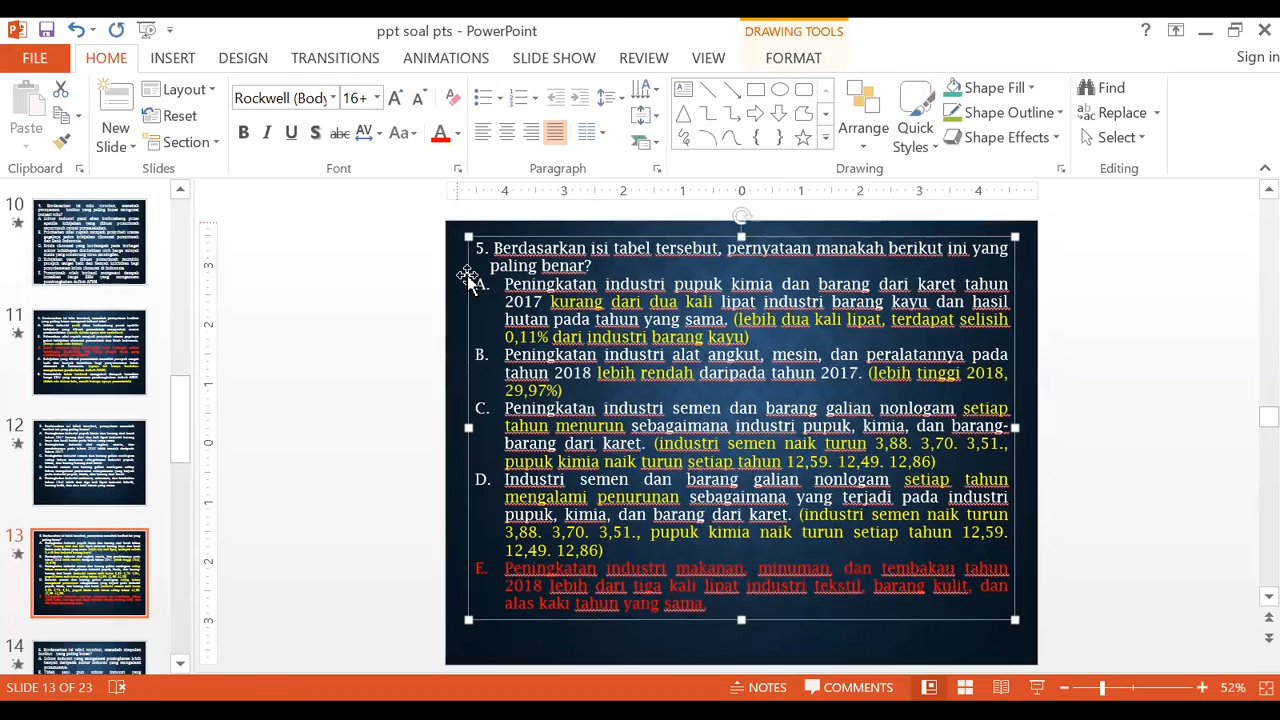 ppt soal pts - PowerPoint
DRAWING TOOLS
Sign in
FILE
HOME
INSERT
DESIGN
TRANSITIONS
ANIMATIONS
SLIDE SHOW
REVIEW
VIEW
FORMAT
Paste
New Slide
Layout
Reset
Section
Rockwell (Body
16+
Arrange
Quick Styles
Shape Fill
Shape Outline
Shape Effects
Find
Replace
Select
Clipboard
Slides
Font
Paragraph
Drawing
Editing
10
11
12
13
14
5. Berdasarkan isi tabel tersebut, pernyataan manakah berikut ini yang
paling benar?
A. Peningkatan industri pupuk kimia dan barang dari karet tahun
2017 kurang dari dua kali lipat industri barang kayu dan hasil
hutan pada tahun yang sama. (lebih dua kali lipat, terdapat selisih
0,11% dari industri barang kayu)
B. Peningkatan industri alat angkut, mesin, dan peralatannya pada
tahun 2018 lebih rendah daripada tahun 2017. (lebih tinggi 2018,
29,97%)
C. Peningkatan industri semen dan barang galian nonlogam setiap
tahun menurun sebagaimana industri pupuk, kimia, dan barang-
barang dari karet. (industri semen naik turun 3,88, 3,70. 3,51.,
pupuk kimia naik turun setiap tahun 12,59. 12,49. 12,86)
D. Industri semen dan barang galian nonlogam setiap tahun
mengalami penurunan sebagaimana yang terjadi pada industri
pupuk, kimia, dan barang dari karet. (industri semen naik turun
3,88, 3,70. 3,51., pupuk kimia naik turun setiap tahun 12,59.
12,49. 12,86)
E. Peningkatan industri makanan, minuman, dan tembakau tahun
2018 lebih dari tiga kali lipat industri tekstil, barang kulit, dan
alas kaki tahun yang sama.
SLIDE 13 OF 23
NOTES
COMMENTS
52%